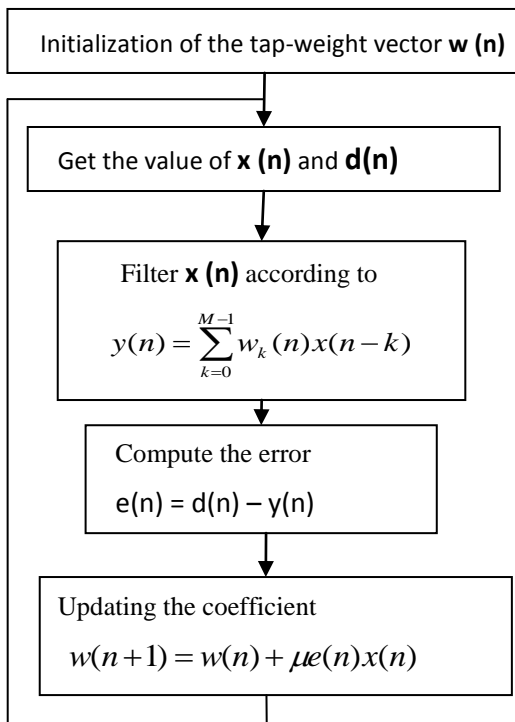 Initialization of the tap-weight vector w (n)
Get the value of x (n) and d(n)
Filter x (n) according to
y(n) = \sum_{k=0}^{M-1} w_k (n)x(n − k)
Compute the error
e(n) = d(n) – y(n)
Updating the coefficient
w(n+1) = w(n) + μe(n)x(n)